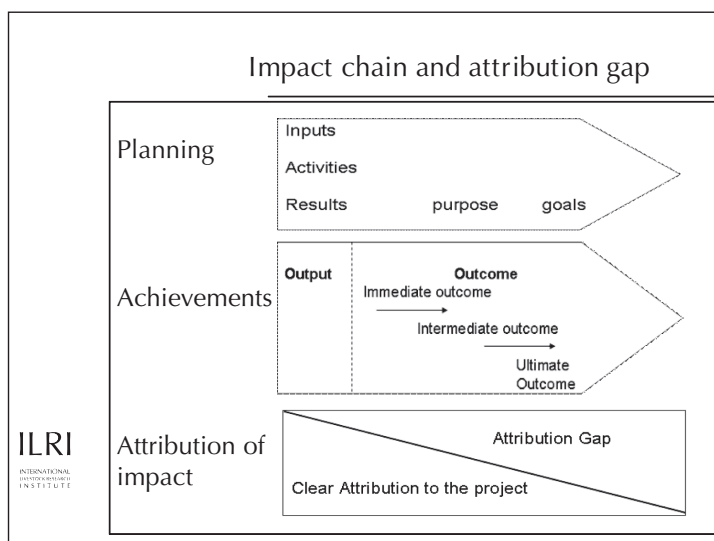 Impact chain and attribution gap
Planning
Inputs
Activities
Results purpose goals
Achievements
Output Outcome
Immediate outcome
Intermediate outcome
Ultimate
Outcome
Attribution of
impact
Attribution Gap
Clear Attribution to the project
ILRI
INTERNATIONAL
LIVESTOCK RESEARCH
INSTITUTE